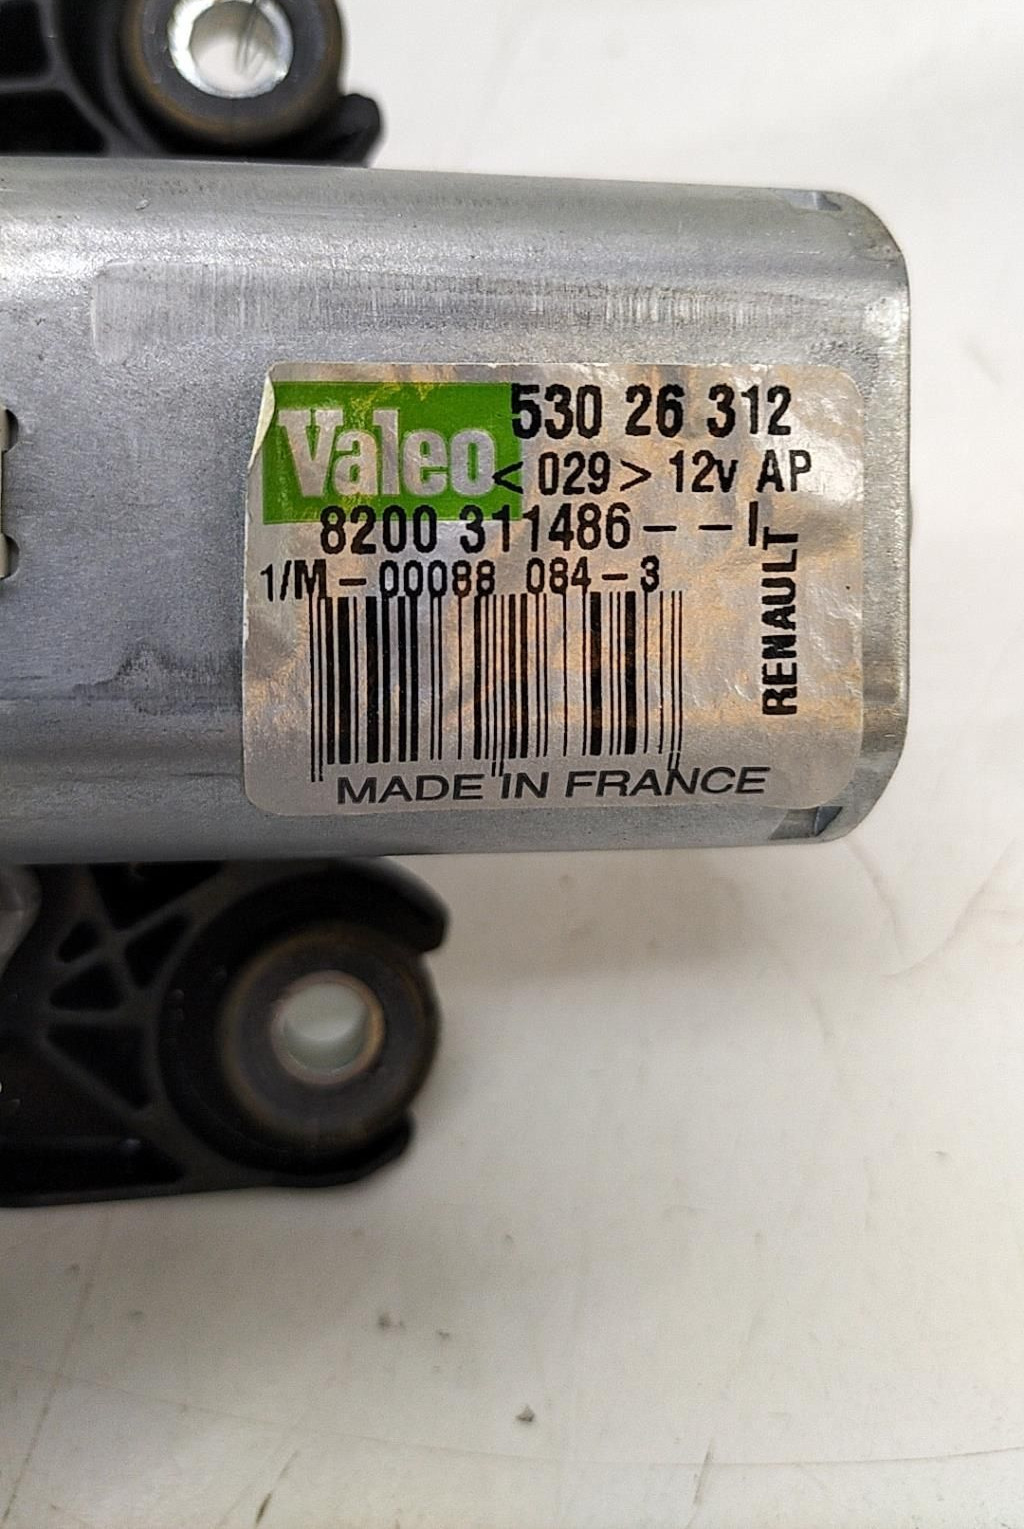 Valeo 530 26 312
< 029 > 12v AP
8200 311486 - - I
1/M - 00088 084 - 3
RENAULT
MADE IN FRANCE